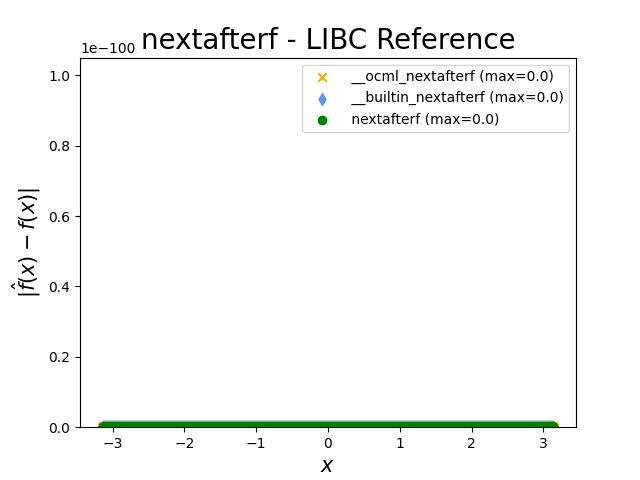 nextafterf - LIBC Reference
1e−100
1.0
0.8
0.6
0.4
0.2
0.0
|f̂(x) − f(x)|
__ocml_nextafterf (max=0.0)
__builtin_nextafterf (max=0.0)
nextafterf (max=0.0)
−3
−2
−1
0
1
2
3
x